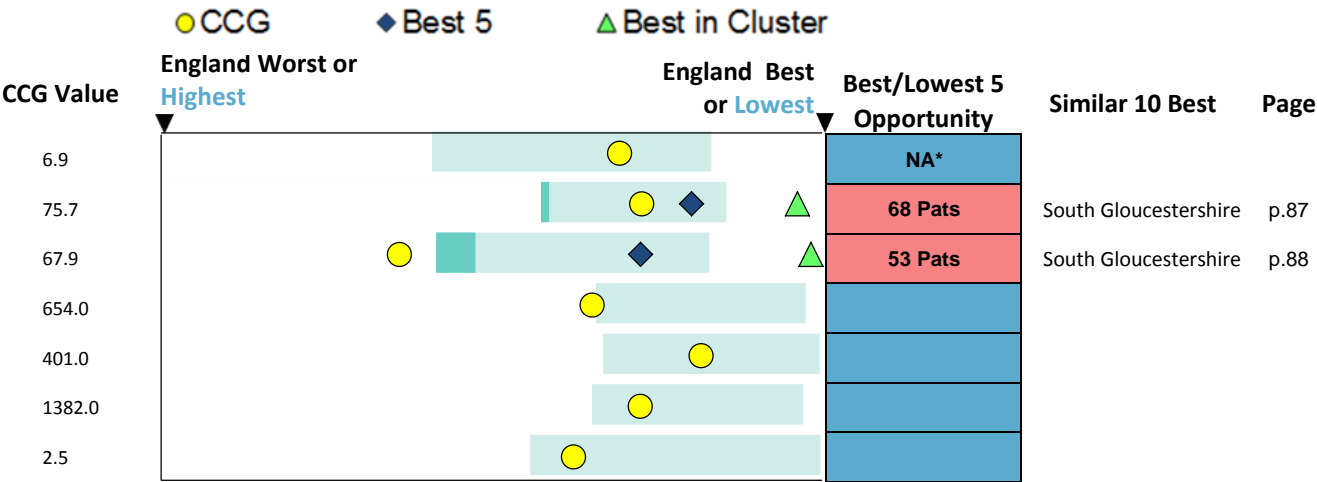 CCG Best 5 Best in Cluster
CCG Value
England Worst or
Highest
England Best
or Lowest
Best/Lowest 5
Opportunity
Similar 10 Best
Page
6.9 NA*
75.7 68 Pats South Gloucestershire p.87
67.9 53 Pats South Gloucestershire p.88
654.0
401.0
1382.0
2.5